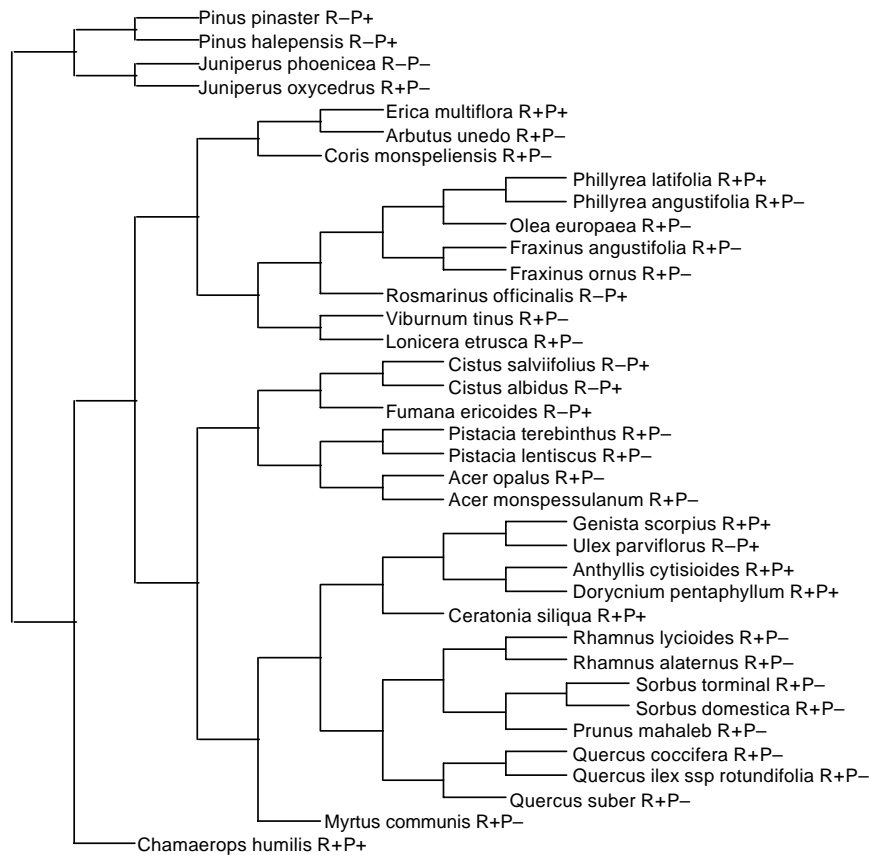 Pinus pinaster R–P+
Pinus halepensis R–P+
Juniperus phoenicea R–P–
Juniperus oxycedrus R+P–
Erica multiflora R+P+
Arbutus unedo R+P–
Coris monspeliensis R+P–
Phillyrea latifolia R+P+
Phillyrea angustifolia R+P–
Olea europaea R+P–
Fraxinus angustifolia R+P–
Fraxinus ornus R+P–
Rosmarinus officinalis R–P+
Viburnum tinus R+P–
Lonicera etrusca R+P–
Cistus salviifolius R–P+
Cistus albidus R–P+
Fumana ericoides R–P+
Pistacia terebinthus R+P–
Pistacia lentiscus R+P–
Acer opalus R+P–
Acer monspessulanum R+P–
Genista scorpius R+P+
Ulex parviflorus R–P+
Anthyllis cytisioides R+P+
Dorycnium pentaphyllum R+P+
Ceratonia siliqua R+P+
Rhamnus lycioides R+P–
Rhamnus alaternus R+P–
Sorbus torminal R+P–
Sorbus domestica R+P–
Prunus mahaleb R+P–
Quercus coccifera R+P–
Quercus ilex ssp rotundifolia R+P–
Quercus suber R+P–
Myrtus communis R+P–
Chamaerops humilis R+P+